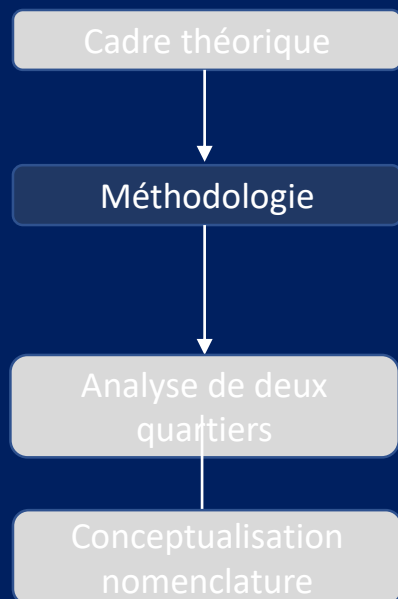 Cadre théorique
Méthodologie
Analyse de deux
quartiers
Conceptualisation
nomenclature